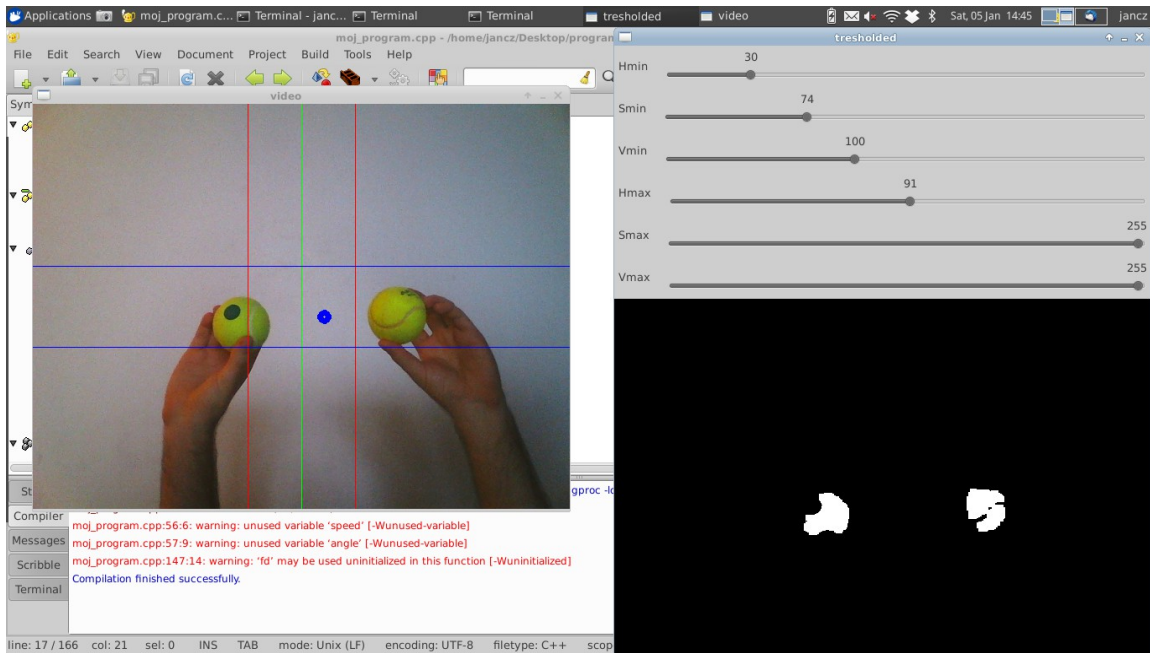 Applications moj_program.c... Terminal - janc... Terminal Terminal tresholded video Sat, 05 Jan 14:45 jancz
moj_program.cpp - /home/jancz/Desktop/program
File Edit Search View Document Project Build Tools Help
Sym
video
tresholded
Hmin 30
Smin 74
Vmin 100
Hmax 91
Smax 255
Vmax 255
St
Compiler
Messages
Scribble
Terminal
gproc -lo
moj_program.cpp:56:6: warning: unused variable ‘speed’ [-Wunused-variable]
moj_program.cpp:57:9: warning: unused variable ‘angle’ [-Wunused-variable]
moj_program.cpp:147:14: warning: ‘fd’ may be used uninitialized in this function [-Wuninitialized]
Compilation finished successfully.
line: 17 / 166 col: 21 sel: 0 INS TAB mode: Unix (LF) encoding: UTF-8 filetype: C++ scop